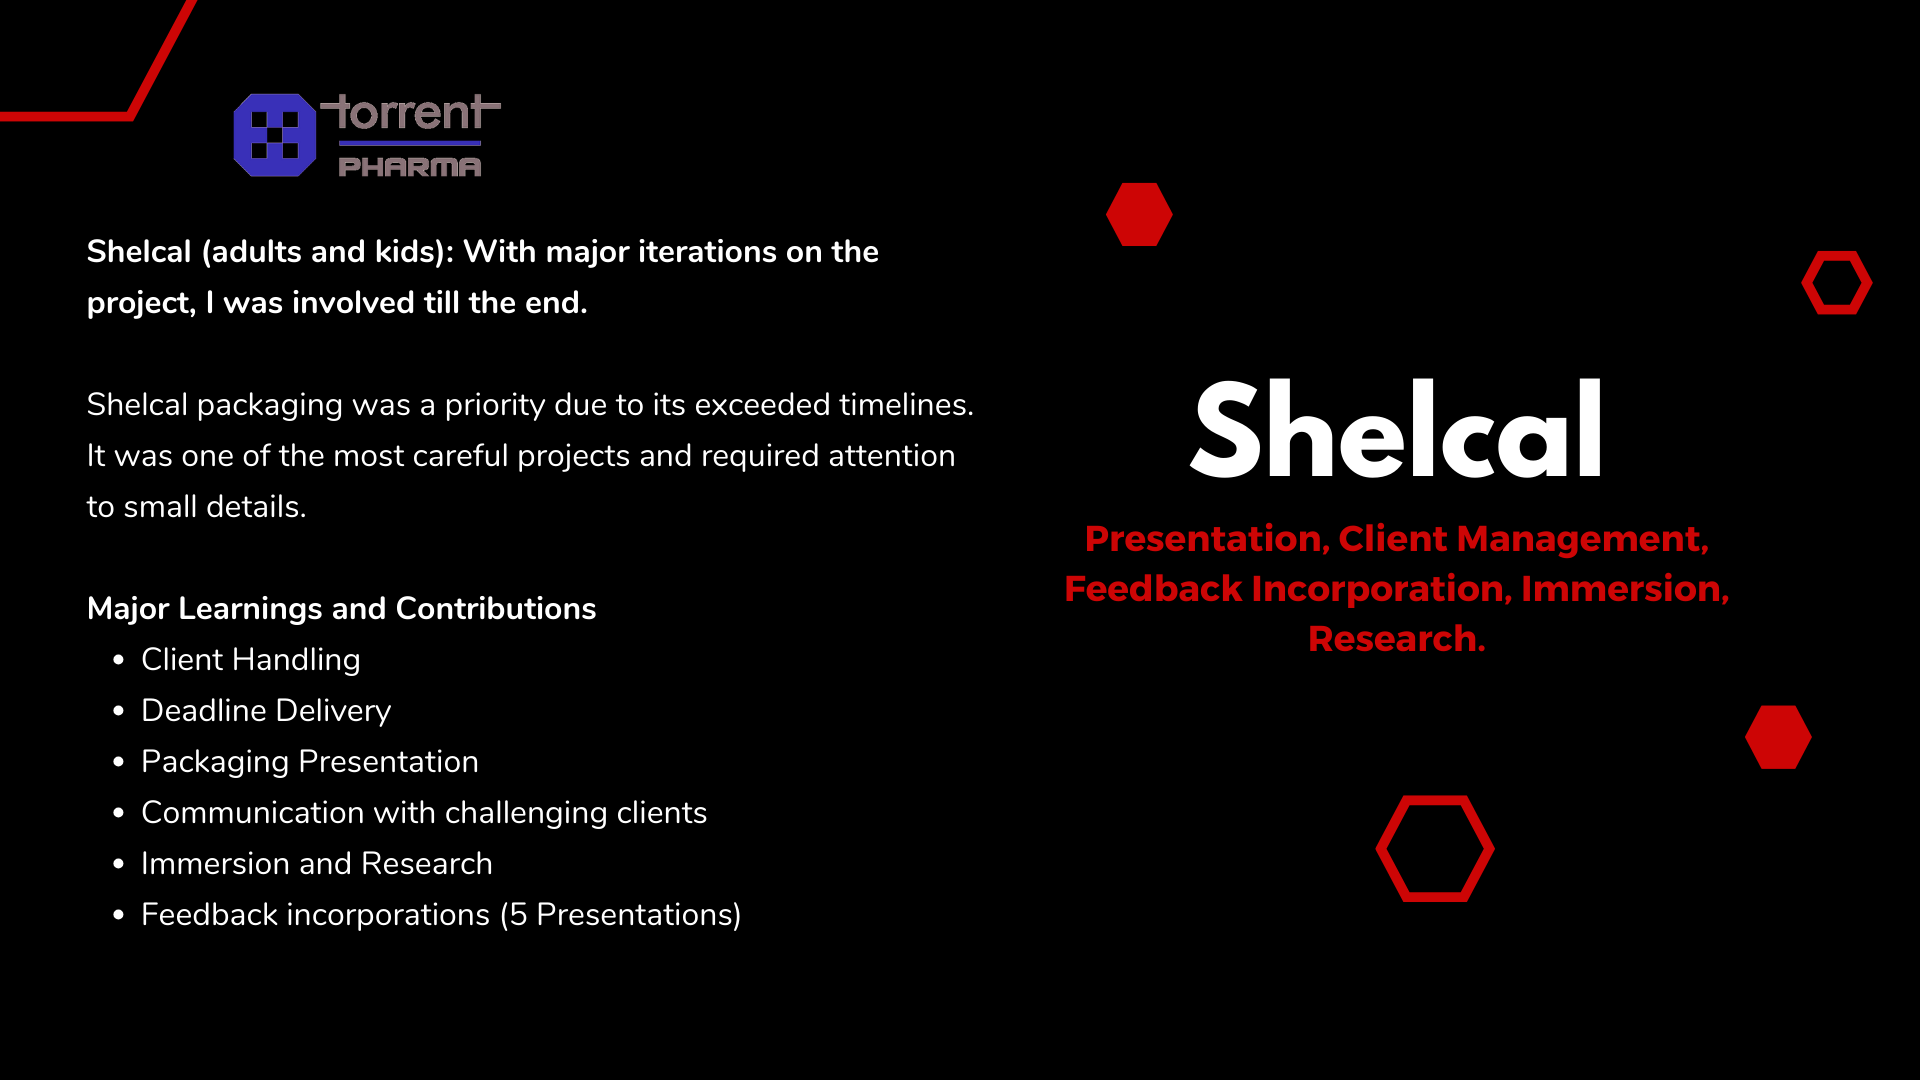 torrent
PHARMA
Shelcal (adults and kids): With major iterations on the
project, I was involved till the end.
Shelcal packaging was a priority due to its exceeded timelines.
It was one of the most careful projects and required attention
to small details.
Major Learnings and Contributions
• Client Handling
• Deadline Delivery
• Packaging Presentation
• Communication with challenging clients
• Immersion and Research
• Feedback incorporations (5 Presentations)
Shelcal
Presentation, Client Management,
Feedback Incorporation, Immersion,
Research.